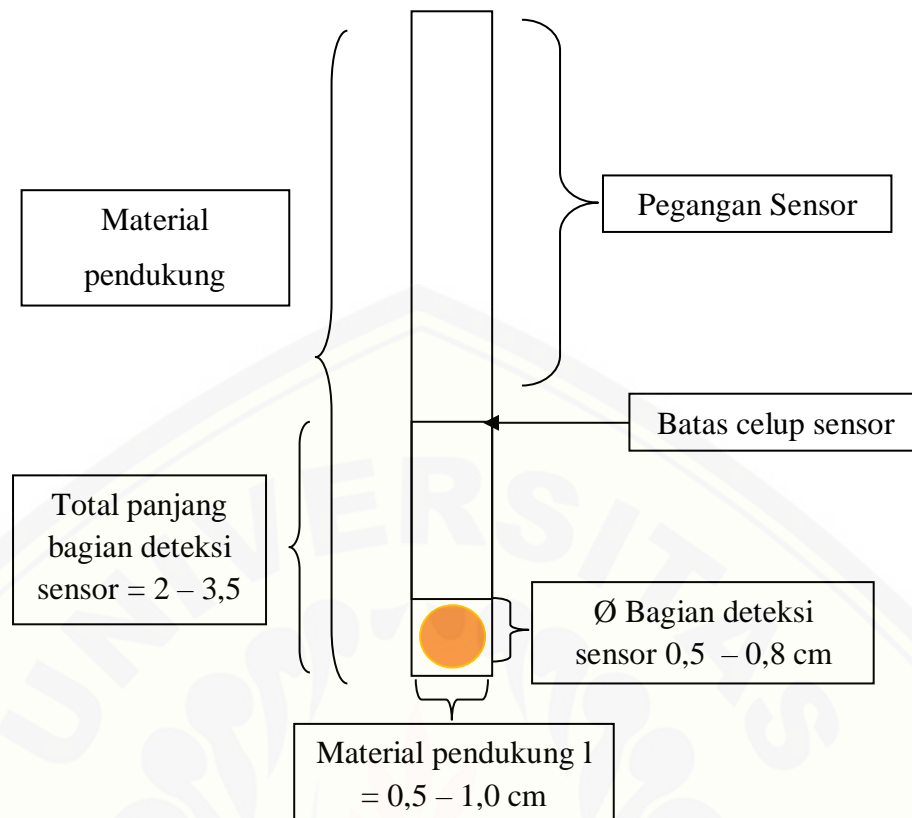 Material
pendukung
Pegangan Sensor
Batas celup sensor
Total panjang
bagian deteksi
sensor = 2 – 3,5
Ø Bagian deteksi
sensor 0,5 – 0,8 cm
Material pendukung l
= 0,5 – 1,0 cm
UNIVERSITAS